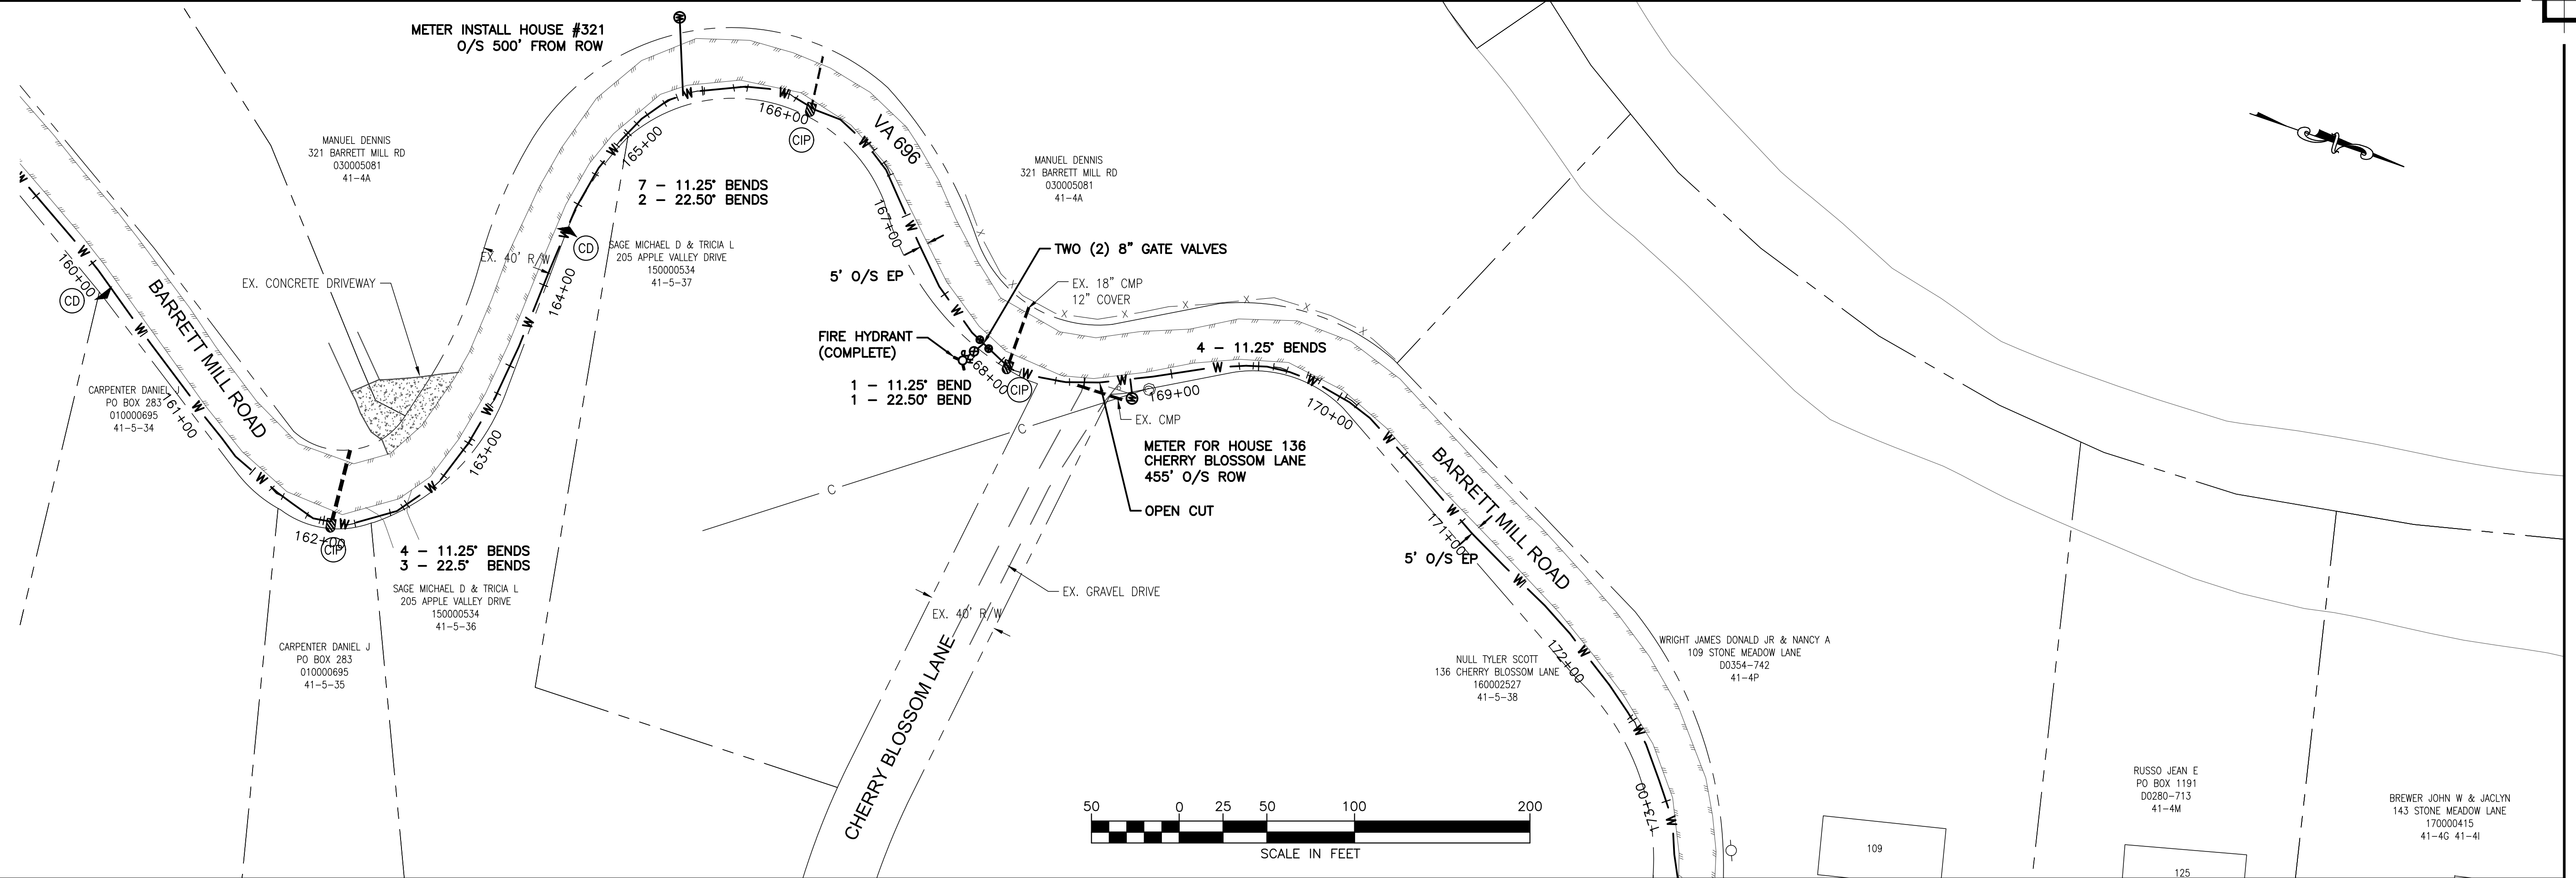 METER INSTALL HOUSE #321
O/S 500' FROM ROW
MANUEL DENNIS
321 BARRETT MILL RD
030005081
41-4A
166+00
CIP
VA 696
165+00
7 - 11.25° BENDS
2 - 22.50° BENDS
MANUEL DENNIS
321 BARRETT MILL RD
030005081
41-4A
167+00
EX. 40' R/W
CD
SAGE MICHAEL D & TRICIA L
205 APPLE VALLEY DRIVE
150000534
41-5-37
164+00
TWO (2) 8" GATE VALVES
5' O/S EP
EX. 18" CMP
12" COVER
160+00
CD
EX. CONCRETE DRIVEWAY
BARRETT MILL ROAD
FIRE HYDRANT
(COMPLETE)
168+00
CIP
1 - 11.25° BEND
1 - 22.50° BEND
4 - 11.25° BENDS
169+00
CARPENTER DANIEL J
PO BOX 283
010000695
41-5-34
161+00
170+00
EX. CMP
C
C
METER FOR HOUSE 136
CHERRY BLOSSOM LANE
455' O/S ROW
OPEN CUT
163+00
BARRETT MILL ROAD
162+00
CIP
4 - 11.25° BENDS
3 - 22.5° BENDS
171+00
5' O/S EP
SAGE MICHAEL D & TRICIA L
205 APPLE VALLEY DRIVE
150000534
41-5-36
EX. GRAVEL DRIVE
EX. 40' R/W
CARPENTER DANIEL J
PO BOX 283
010000695
41-5-35
CHERRY BLOSSOM LANE
172+00
NULL TYLER SCOTT
136 CHERRY BLOSSOM LANE
160002527
41-5-38
WRIGHT JAMES DONALD JR & NANCY A
109 STONE MEADOW LANE
D0354-742
41-4P
173+00
RUSSO JEAN E
PO BOX 1191
D0280-713
41-4M
BREWER JOHN W & JACLYN
143 STONE MEADOW LANE
170000415
41-4G 41-4I
50 0 25 50 100 200
SCALE IN FEET
109
125